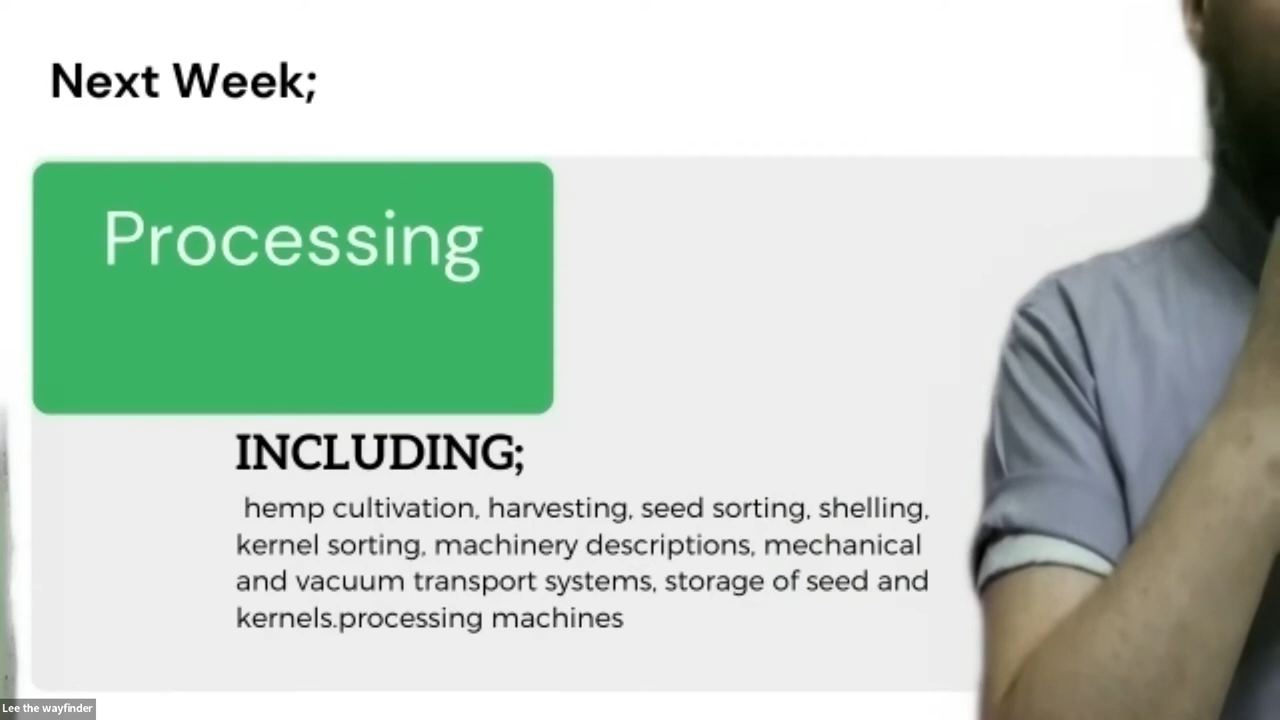 Next Week;
Processing
INCLUDING;
hemp cultivation, harvesting, seed sorting, shelling,
kernel sorting, machinery descriptions, mechanical
and vacuum transport systems, storage of seed and
kernels.processing machines
Lee the wayfinder